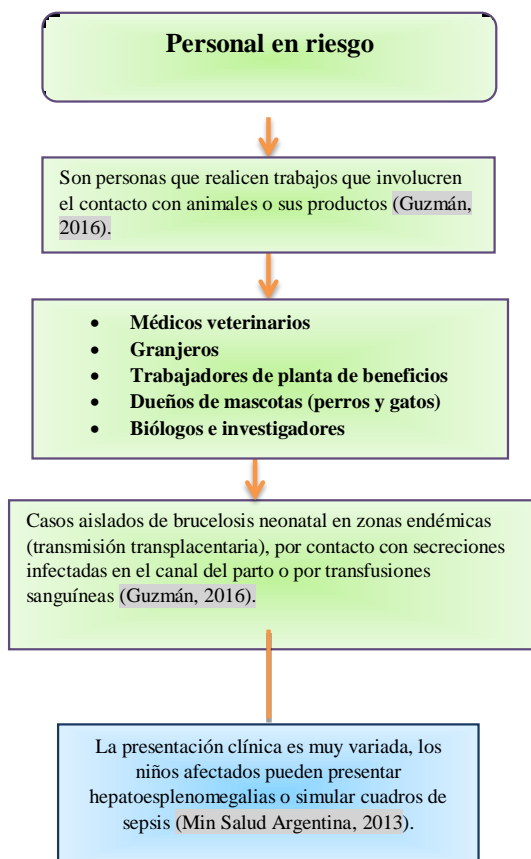 Personal en riesgo
Son personas que realicen trabajos que involucren
el contacto con animales o sus productos (Guzmán,
2016).
• Médicos veterinarios
• Granjeros
• Trabajadores de planta de beneficios
• Dueños de mascotas (perros y gatos)
• Biólogos e investigadores
Casos aislados de brucelosis neonatal en zonas endémicas
(transmisión transplacentaria), por contacto con secreciones
infectadas en el canal del parto o por transfusiones
sanguíneas (Guzmán, 2016).
La presentación clínica es muy variada, los
niños afectados pueden presentar
hepatoesplenomegalias o simular cuadros de
sepsis (Min Salud Argentina, 2013).